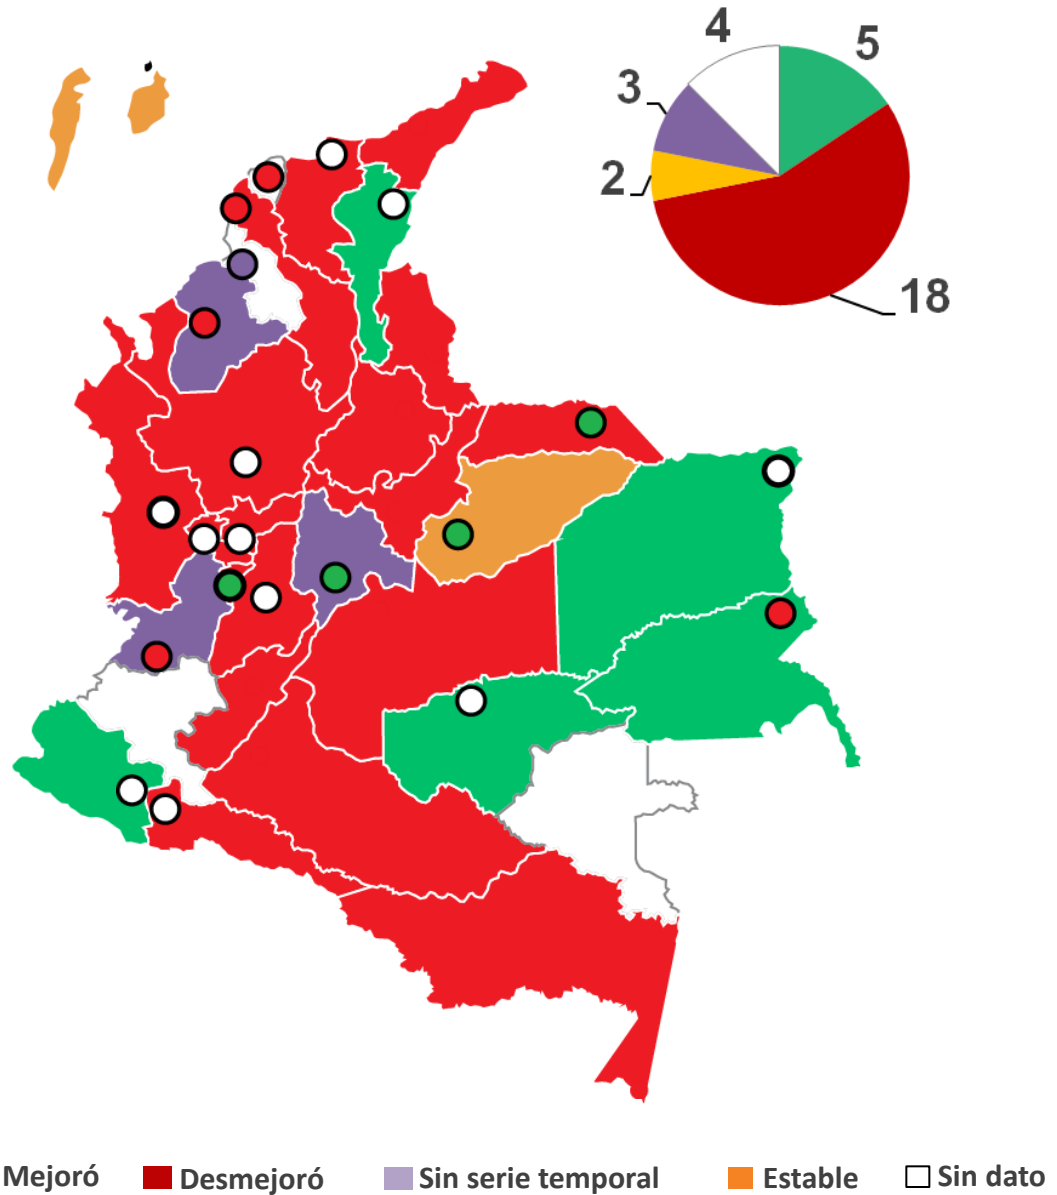 4
5
3
2
18
Mejoró
Desmejoró
Sin serie temporal
Estable
Sin dato